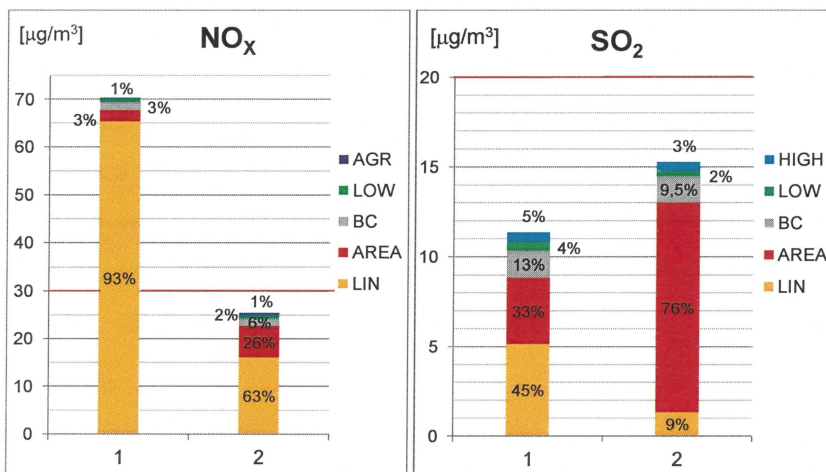 [µg/m³] NOX
70
60
50
40
30
20
10
0
1%
3%
3%
93%
1%
2%
6%
26%
63%
1 2
AGR
LOW
BC
AREA
LIN
[µg/m³] SO2
20
15
10
5
0
5%
4%
13%
33%
45%
3%
2%
9,5%
76%
9%
1 2
HIGH
LOW
BC
AREA
LIN